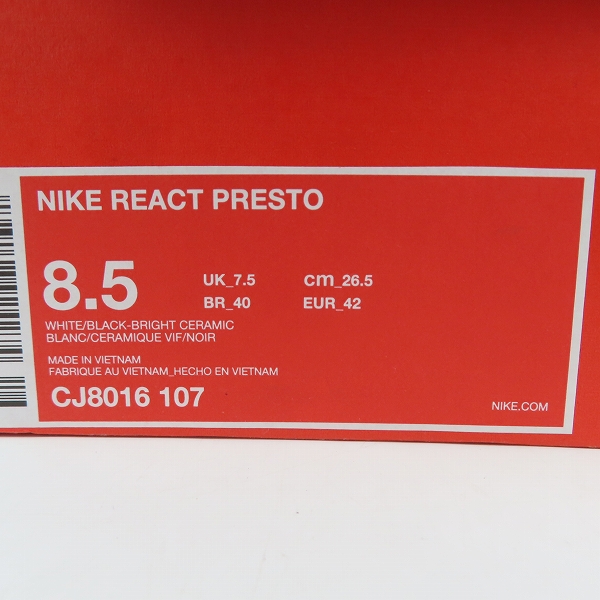 NIKE REACT PRESTO
8.5 UK_7.5 cm_26.5
BR_40 EUR_42
WHITE/BLACK-BRIGHT CERAMIC
BLANC/CERAMIQUE VIF/NOIR
MADE IN VIETNAM
FABRIQUE AU VIETNAM_HECHO EN VIETNAM
CJ8016 107
NIKE.COM